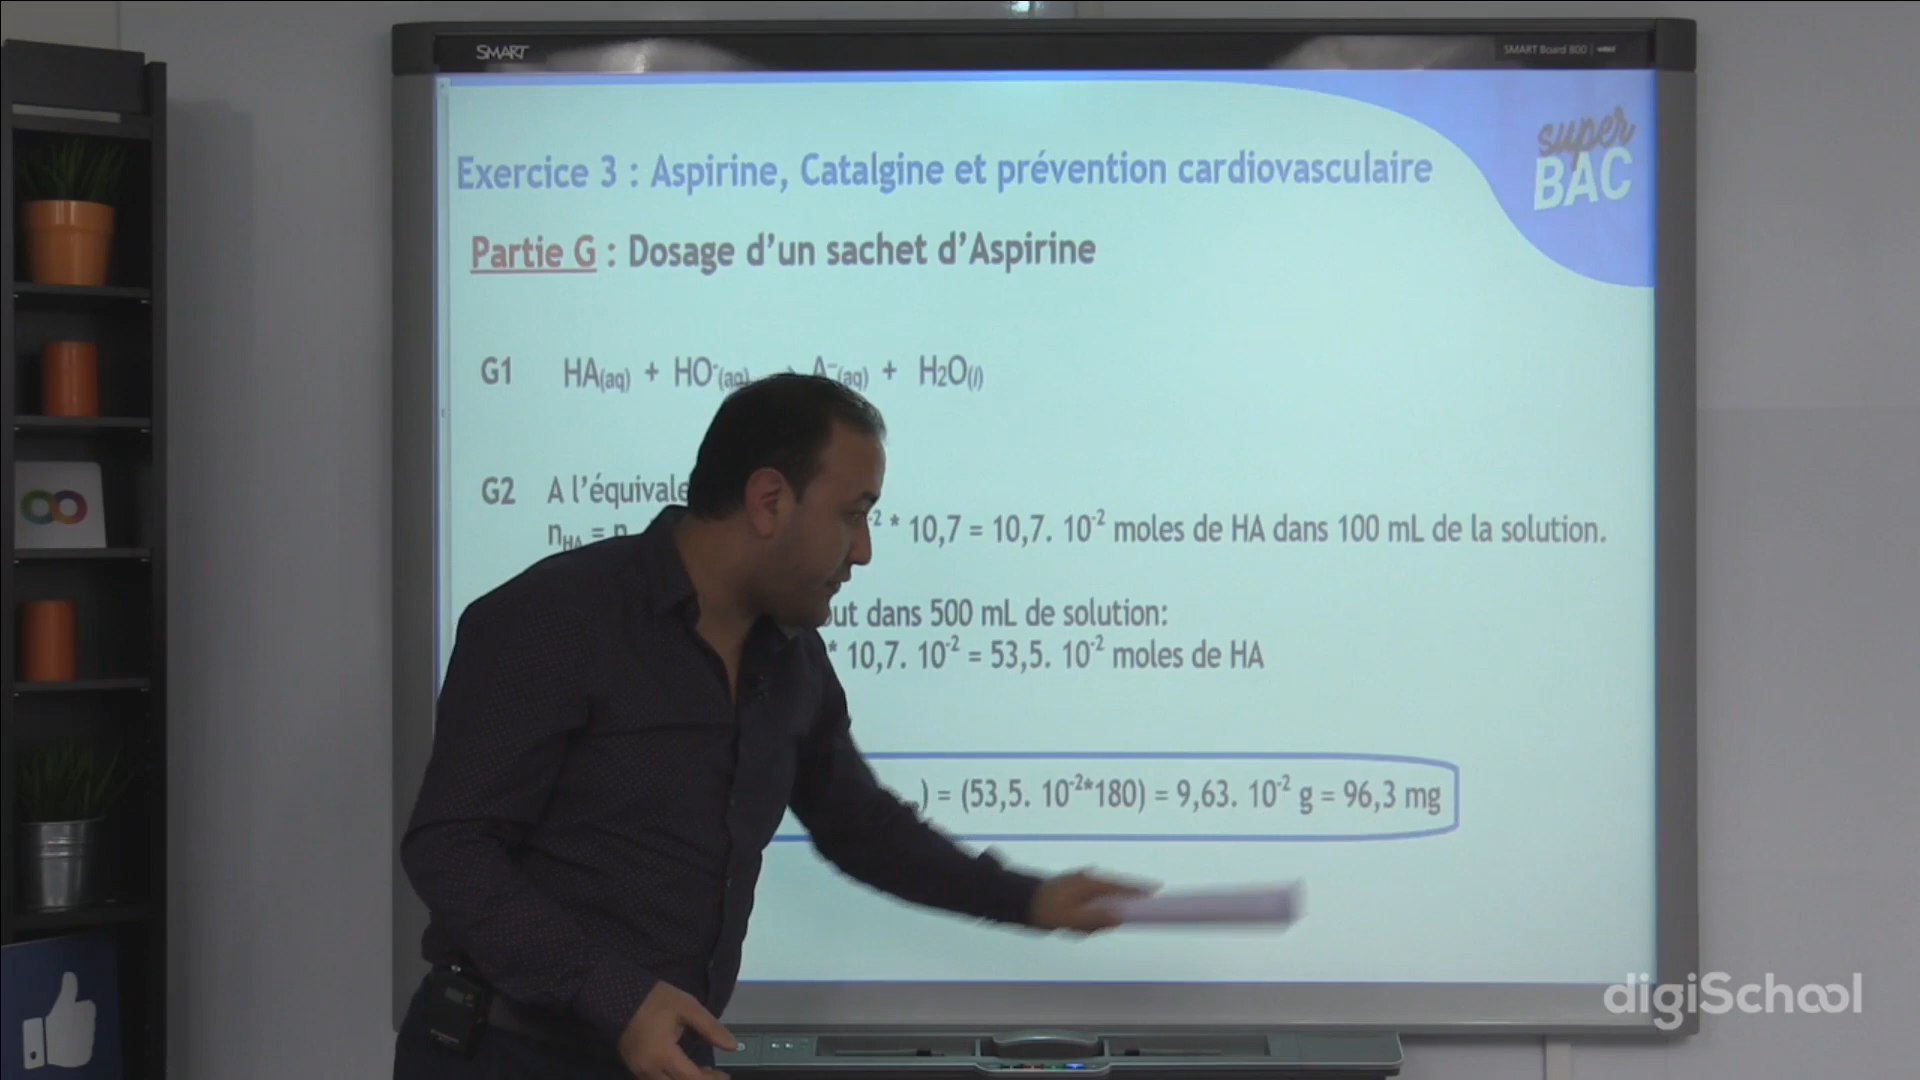 SMART
SMART Board 800
super
BAC
Exercice 3 : Aspirine, Catalgine et prévention cardiovasculaire
Partie G : Dosage d'un sachet d'Aspirine
G1 HA(aq) + HO⁻(aq) A⁻(aq) + H₂O(l)
G2 A l'équivale
nHA = n ⁻² * 10,7 = 10,7. 10⁻² moles de HA dans 100 mL de la solution.
out dans 500 mL de solution:
* 10,7. 10⁻² = 53,5. 10⁻² moles de HA
) = (53,5. 10⁻²*180) = 9,63. 10⁻² g = 96,3 mg
digiSchool